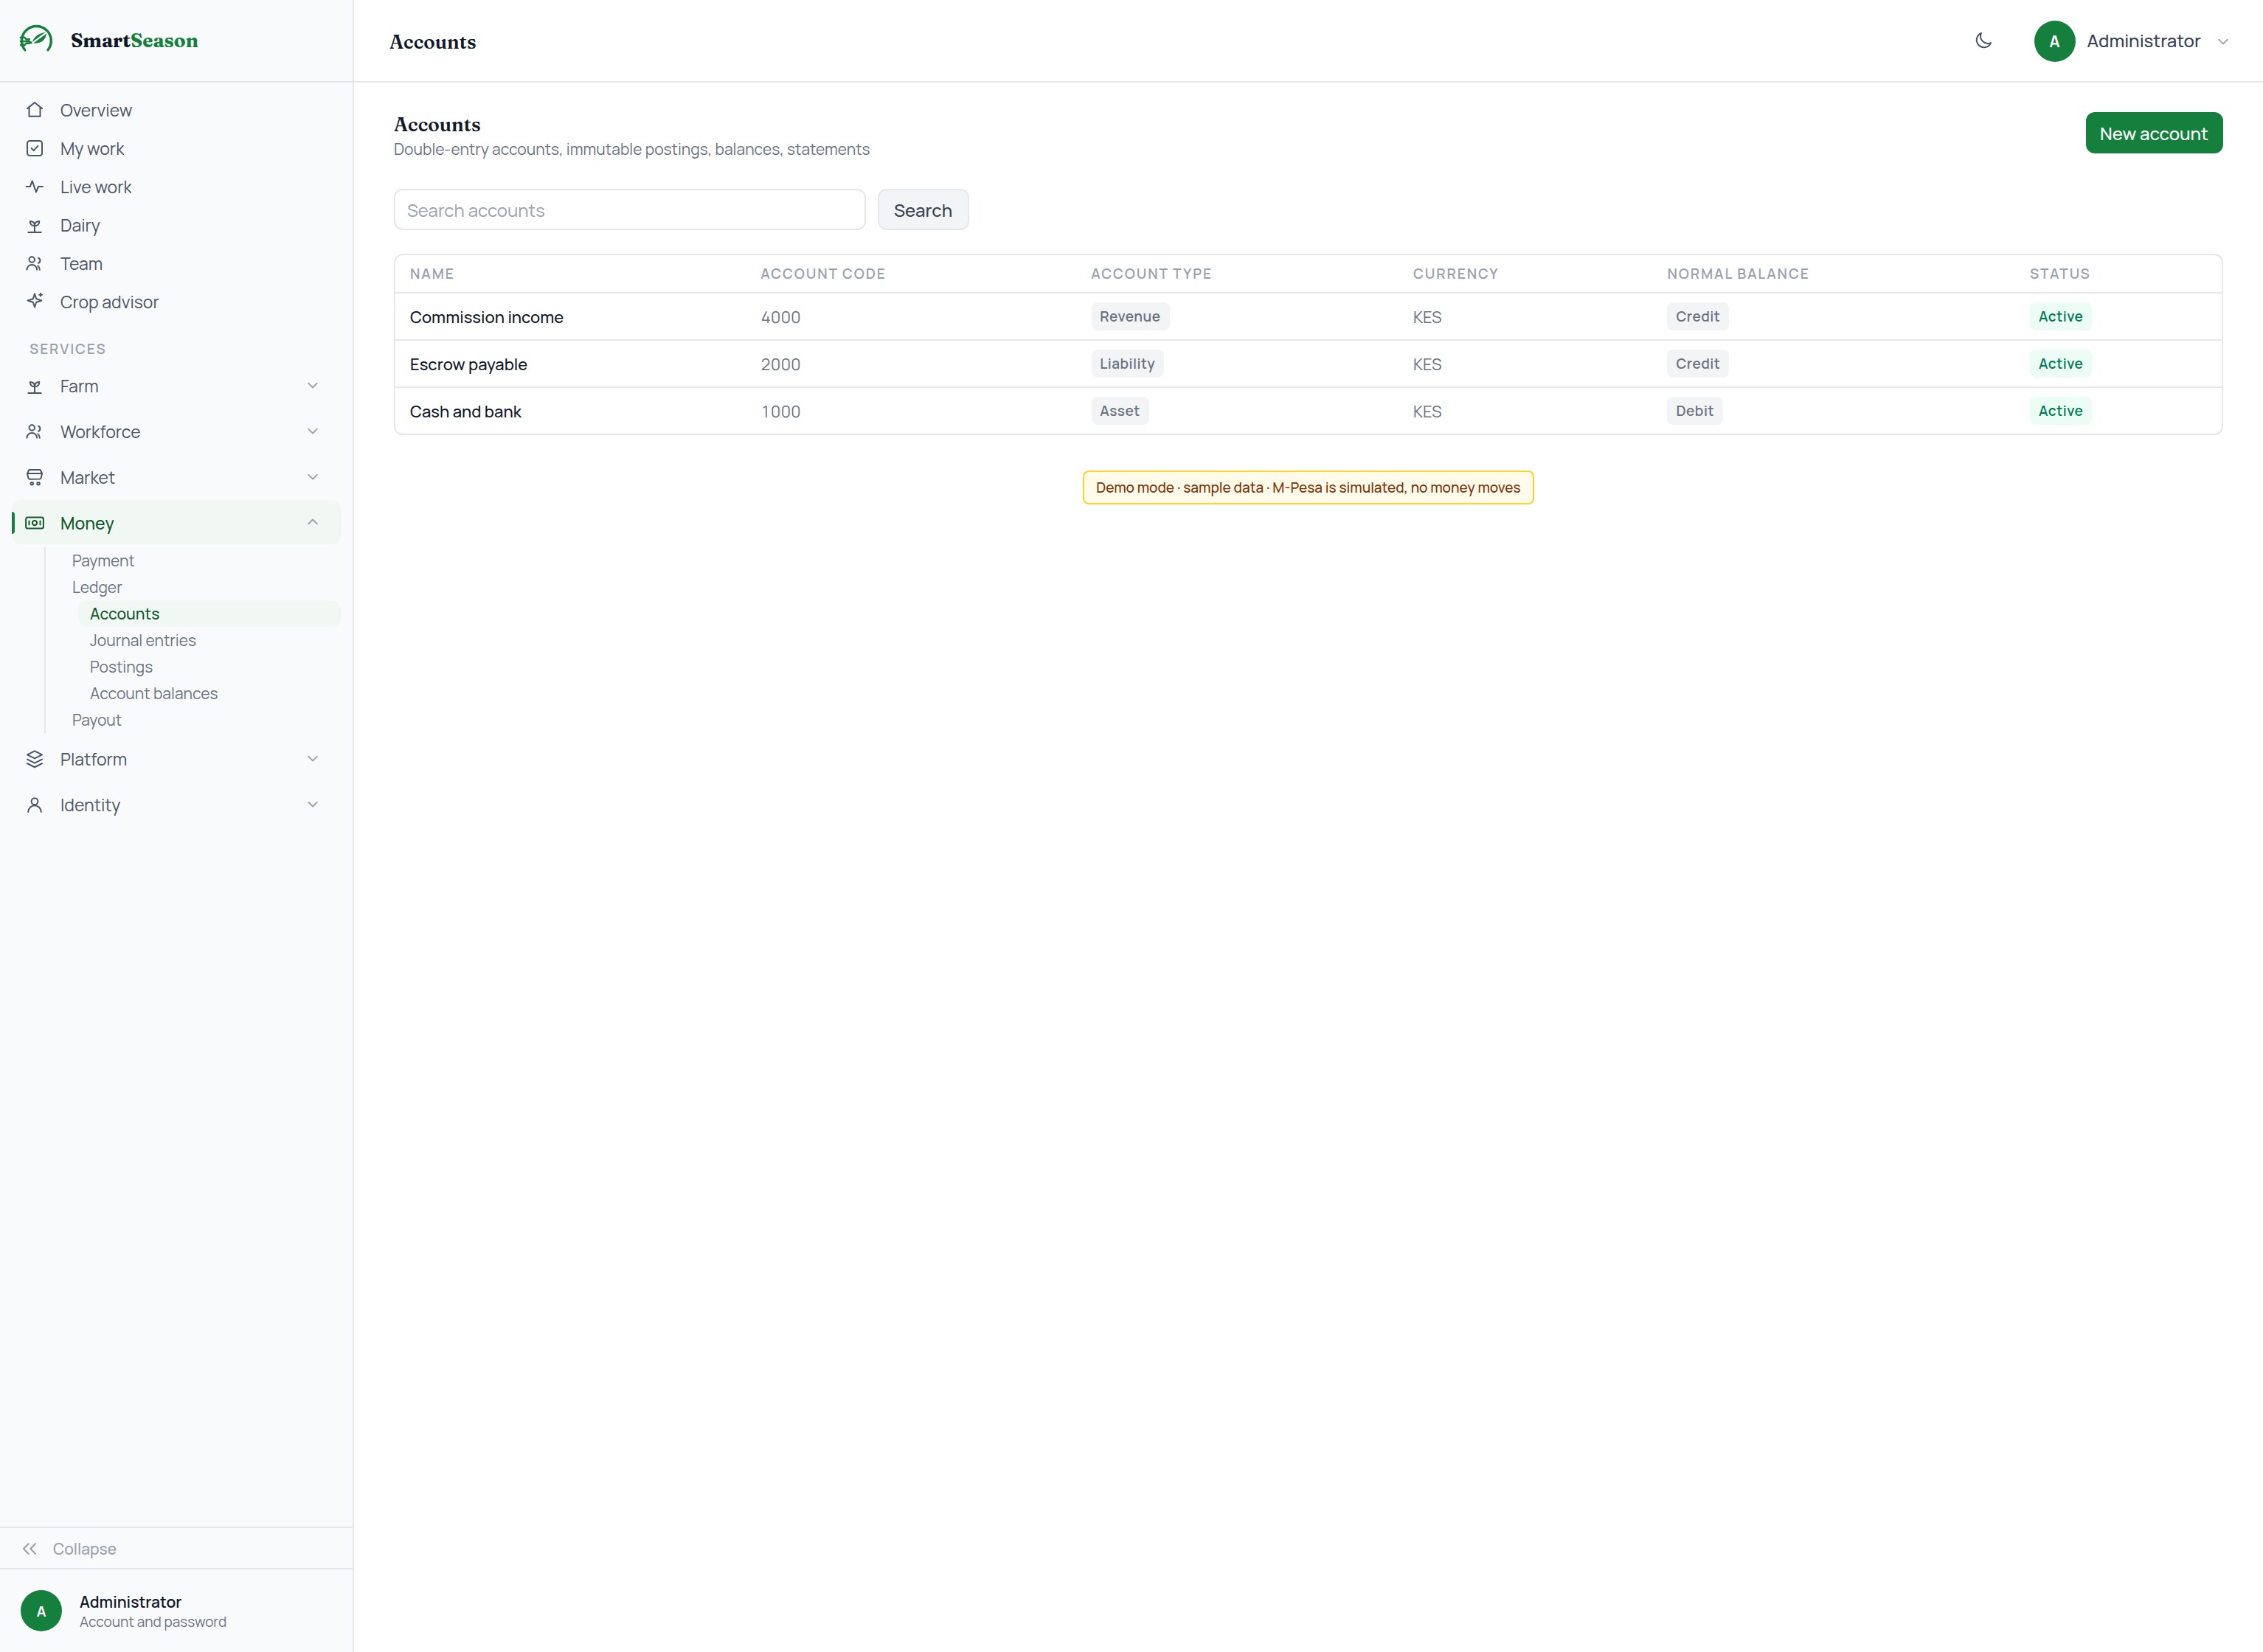 SmartSeason
Accounts
A
Administrator
Overview
My work
Live work
Dairy
Team
Crop advisor
SERVICES
Farm
Workforce
Market
Money
Payment
Ledger
Accounts
Journal entries
Postings
Account balances
Payout
Platform
Identity
Collapse
A
Administrator
Account and password
Accounts
Double-entry accounts, immutable postings, balances, statements
New account
Search accounts
Search
NAME ACCOUNT CODE ACCOUNT TYPE CURRENCY NORMAL BALANCE STATUS
Commission income 4000 Revenue KES Credit Active
Escrow payable 2000 Liability KES Credit Active
Cash and bank 1000 Asset KES Debit Active
Demo mode · sample data · M-Pesa is simulated, no money moves